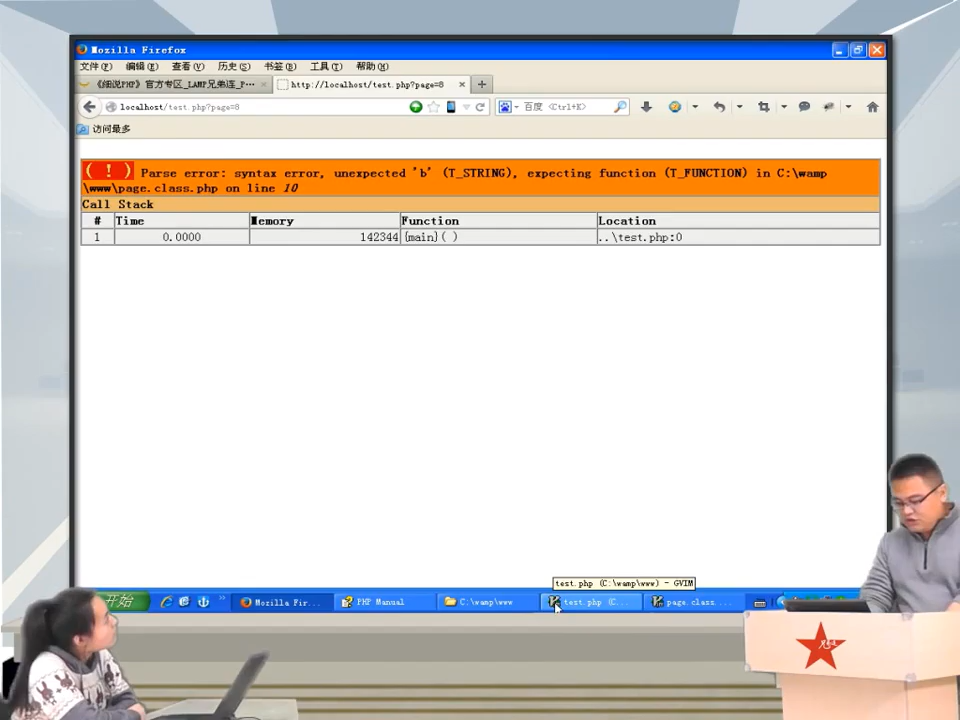 Mozilla Firefox
文件(F) 编辑(E) 查看(V) 历史(S) 书签(B) 工具(T) 帮助(H)
《细说PHP》官方专区_LAMP兄弟连_P... http://localhost/test.php?page=8
localhost/test.php?page=8 百度 <Ctrl+K>
访问最多
( ! ) Parse error: syntax error, unexpected 'b' (T_STRING), expecting function (T_FUNCTION) in C:\wamp
\www\page.class.php on line 10
Call Stack
# Time Memory Function Location
1 0.0000 142344 {main}( ) ..\test.php:0
test.php (C:\wamp\www) - GVIM
开始 Mozilla Fir... PHP Manual C:\wamp\www test.php (C... page.class...